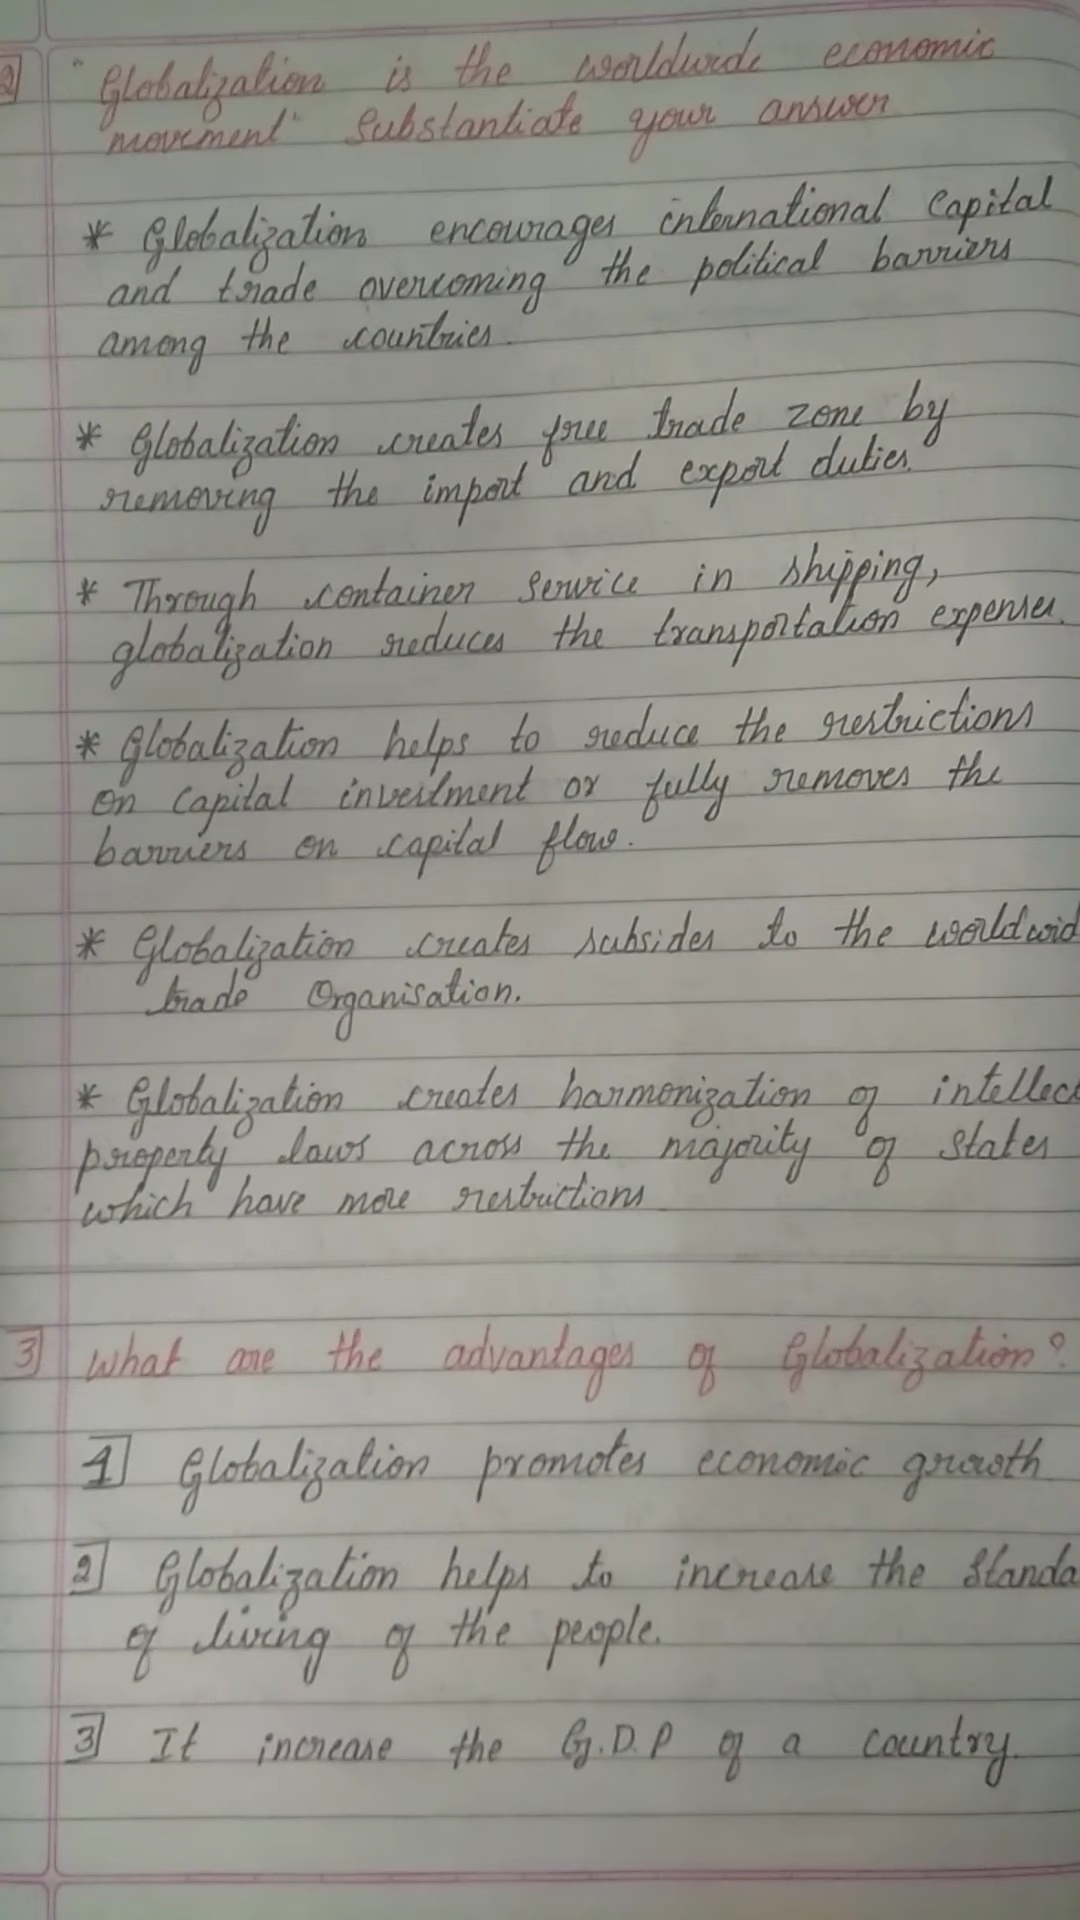 2] "Globalization is the worldwide economic
movement" Substantiate your answer
* Globalization encourages international Capital
and trade overcoming the political barriers
among the countries.
* Globalization creates free trade zone by
removing the import and export duties.
* Through container service in shipping,
globalization reduces the transportation expenses.
* Globalization helps to reduce the restrictions
on capital investment or fully removes the
barriers on capital flow.
* Globalization creates subsides to the worldwid
trade Organisation.
* Globalization creates harmonization of intellect
property laws across the majority of States
which have more restrictions
3] What are the advantages of Globalization?
1] Globalization promotes economic growth
2] Globalization helps to increase the Standa
of living of the people.
3] It increase the G.D.P of a country.